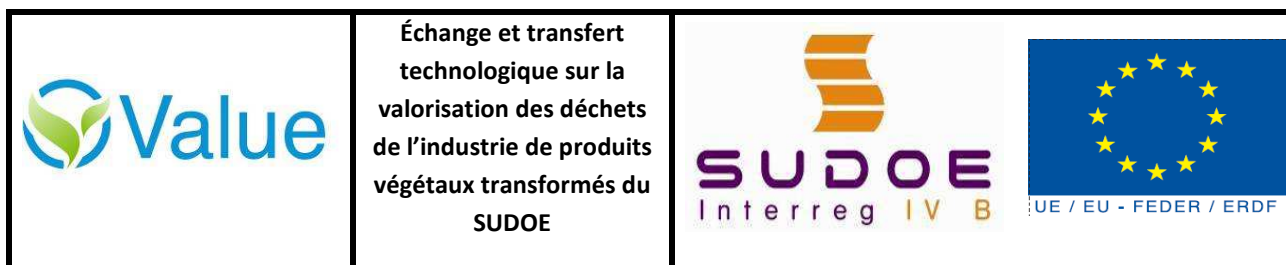 Value
Échange et transfert
technologique sur la
valorisation des déchets
de l’industrie de produits
végétaux transformés du
SUDOE
SUDOE
Interreg IV B
UE / EU - FEDER / ERDF